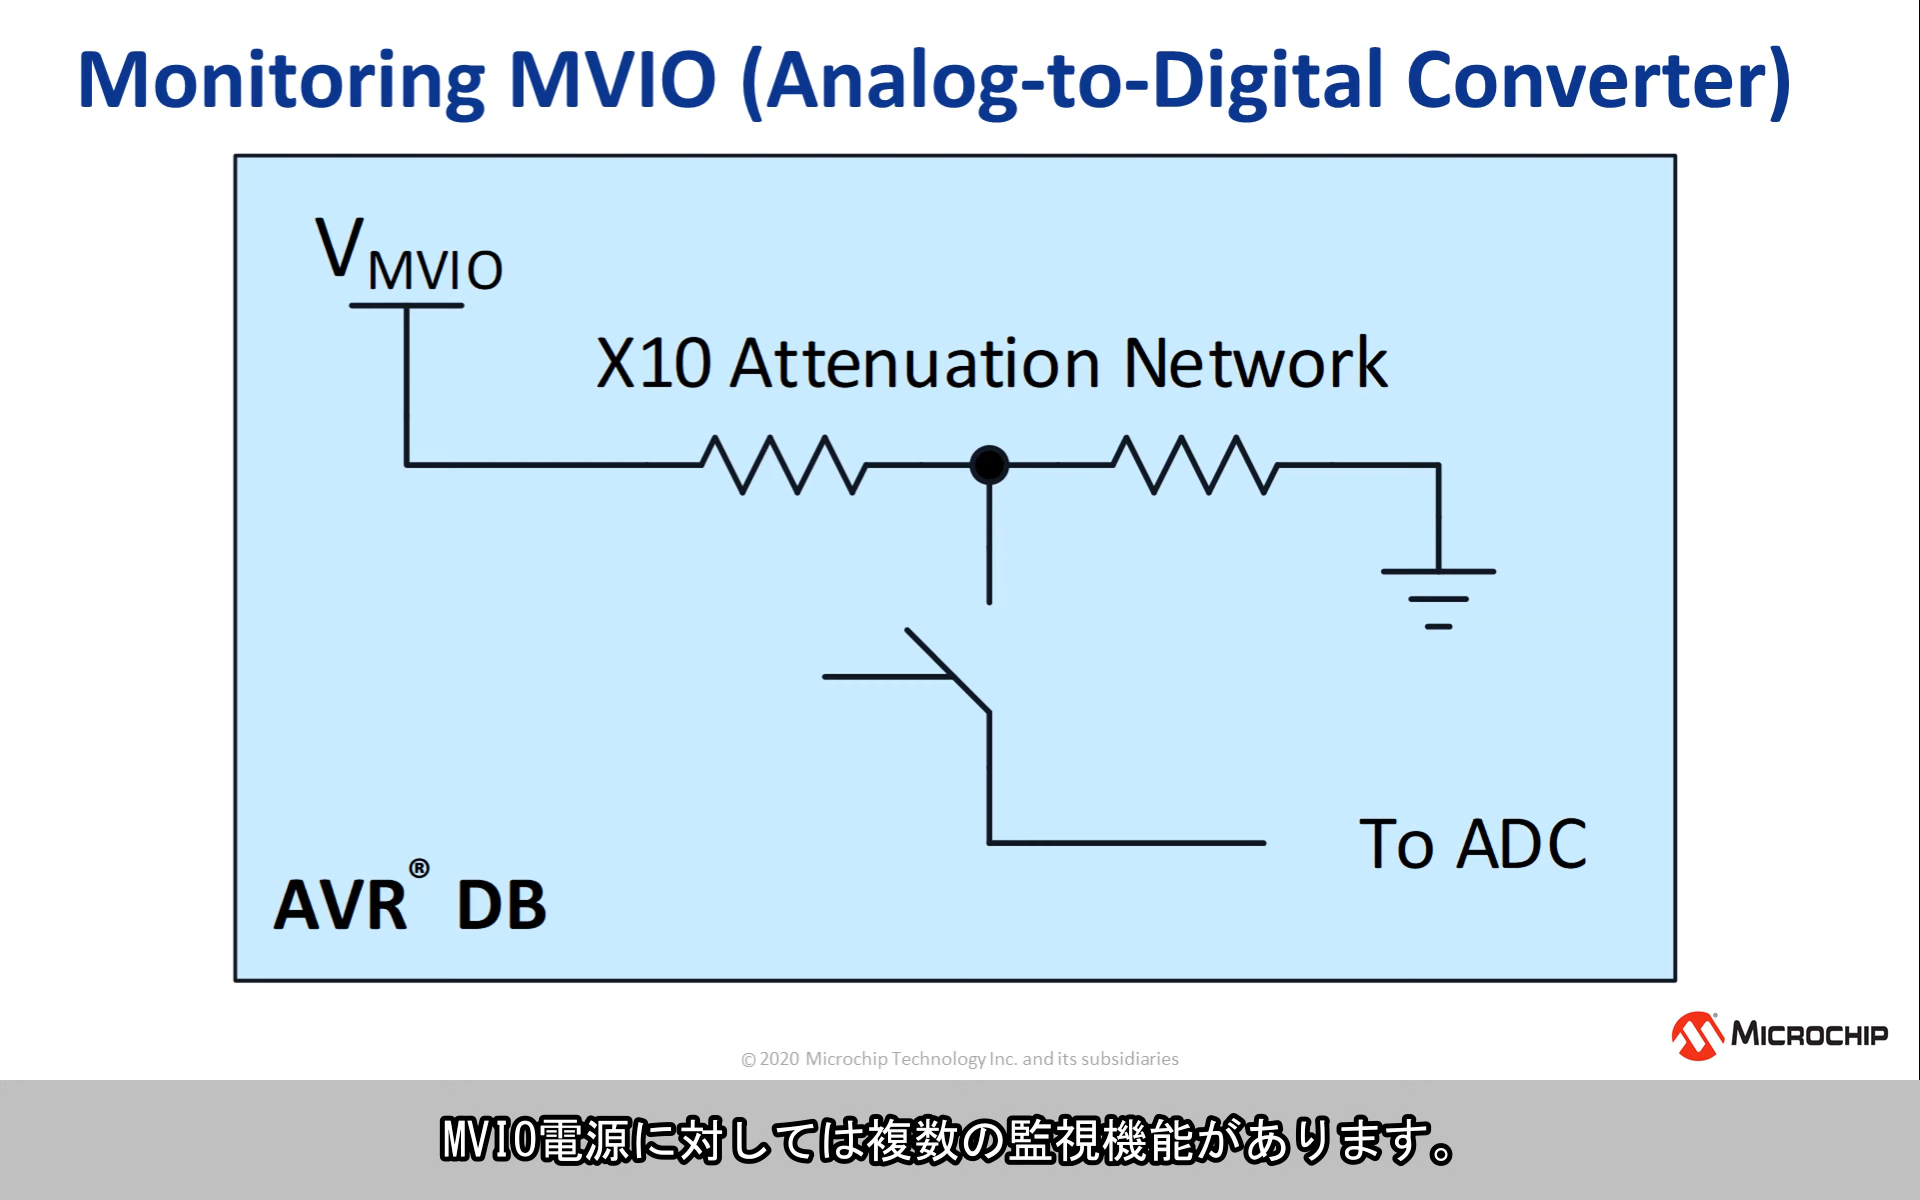 Monitoring MVIO (Analog-to-Digital Converter)
VMVIO
X10 Attenuation Network
To ADC
AVR® DB
MICROCHIP
© 2020 Microchip Technology Inc. and its subsidiaries
MVIO電源に対しては複数の監視機能があります。